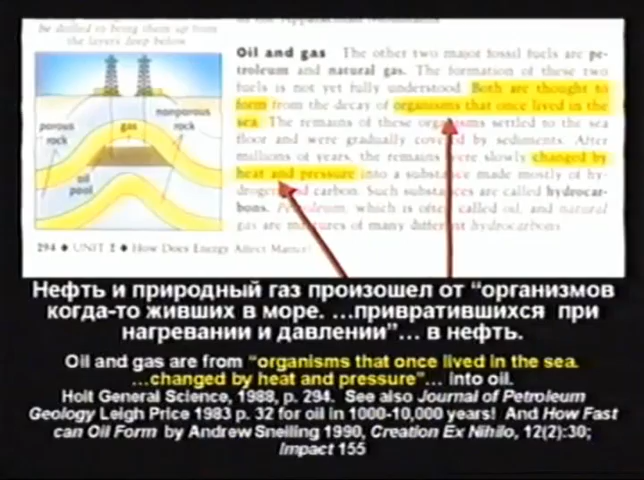 be drilled to bring them up from
the layers deep below
Oil and gas The other two major fossil fuels are pe-
troleum and natural gas. The formation of these two
fuels is not yet fully understood. Both are thought to
form from the decay of organisms that once lived in the
sea. The remains of these organisms settled to the sea
floor and were gradually covered by sediments. After
millions of years, the remains were slowly changed by
heat and pressure into a substance made mostly of hy-
drogen and carbon. Such substances are called hydrocar-
bons. Petroleum, which is often called oil, and natural
gas are mixtures of many different hydrocarbons.
porous
rock
gas
nonporous
rock
oil
pool
294 ◆ UNIT 2 ◆ How Does Energy Affect Matter?
Нефть и природный газ произошел от “организмов
когда-то живших в море. ...привратившихся при
нагревании и давлении”... в нефть.
Oil and gas are from “organisms that once lived in the sea.
...changed by heat and pressure”... into oil.
Holt General Science, 1988, p. 294. See also Journal of Petroleum
Geology Leigh Price 1983 p. 32 for oil in 1000-10,000 years! And How Fast
can Oil Form by Andrew Snelling 1990, Creation Ex Nihilo, 12(2):30;
Impact 155